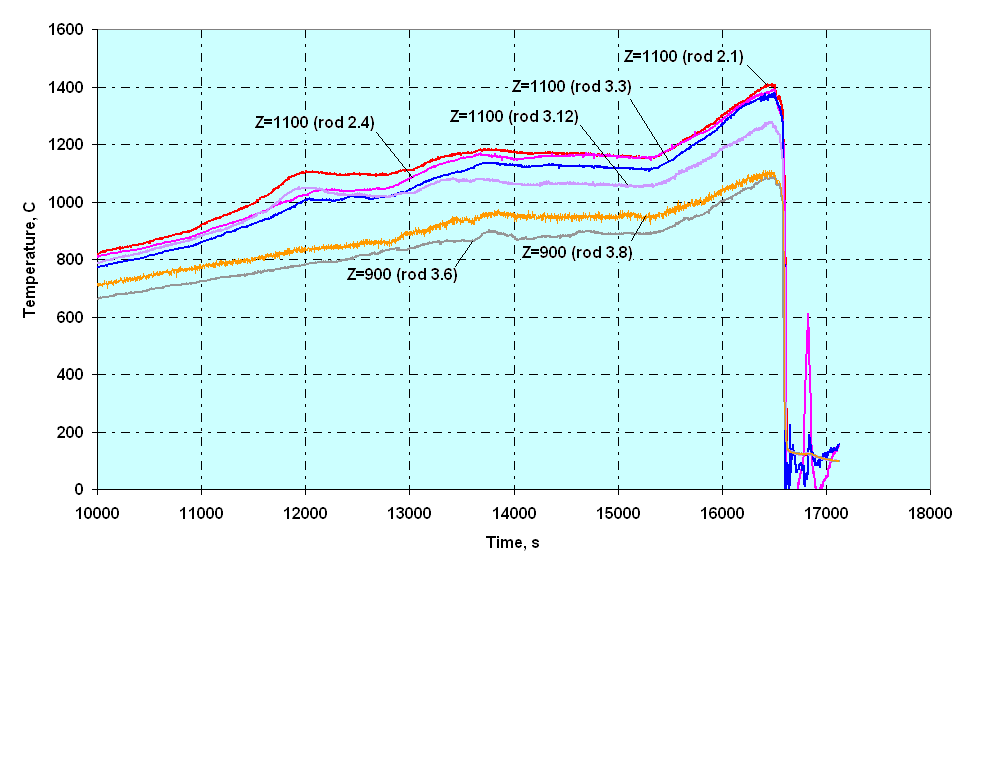 1600
1400
1200
1000
800
600
400
200
0
Temperature, C
Z=1100 (rod 2.1)
Z=1100 (rod 3.3)
Z=1100 (rod 3.12)
Z=1100 (rod 2.4)
Z=900 (rod 3.8)
Z=900 (rod 3.6)
10000 11000 12000 13000 14000 15000 16000 17000 18000
Time, s